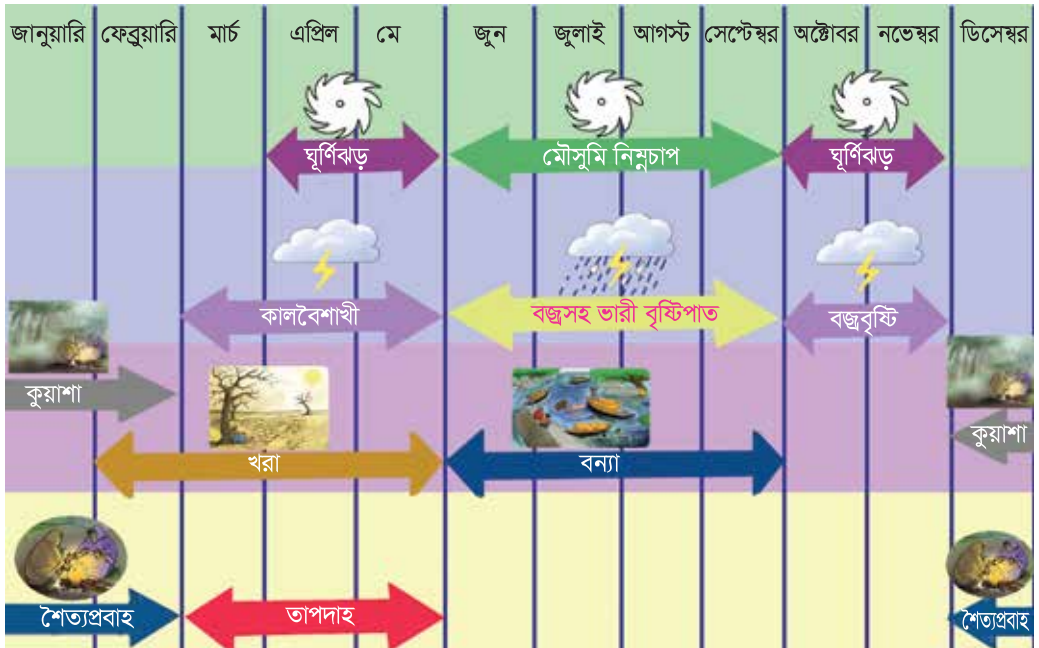 জানুয়ারি ফেব্রুয়ারি মার্চ এপ্রিল মে জুন জুলাই আগস্ট সেপ্টেম্বর অক্টোবর নভেম্বর ডিসেম্বর
ঘূর্ণিঝড় মৌসুমি নিম্নচাপ ঘূর্ণিঝড়
কালবৈশাখী বজ্রসহ ভারী বৃষ্টিপাত বজ্রবৃষ্টি
কুয়াশা
কুয়াশা
খরা বন্যা
শৈত্যপ্রবাহ তাপদাহ শৈত্যপ্রবাহ